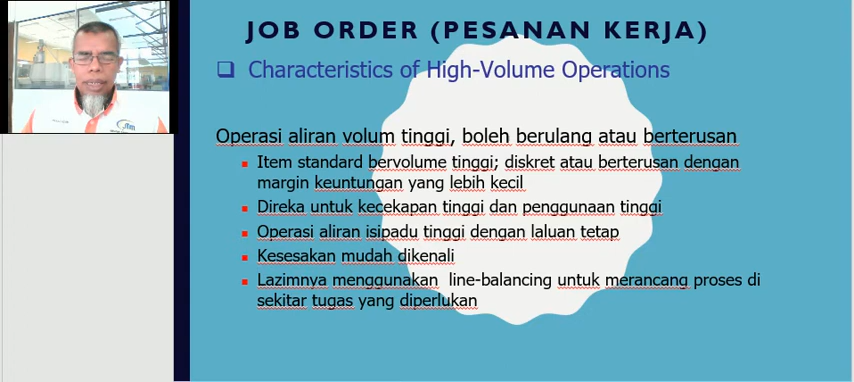 JOB ORDER (PESANAN KERJA)
Characteristics of High-Volume Operations
Operasi aliran volum tinggi, boleh berulang atau berterusan
Item standard bervolume tinggi; diskret atau berterusan dengan
margin keuntungan yang lebih kecil
Direka untuk kecekapan tinggi dan penggunaan tinggi
Operasi aliran isipadu tinggi dengan laluan tetap
Kesesakan mudah dikenali
Lazimnya menggunakan line-balancing untuk merancang proses di
sekitar tugas yang diperlukan